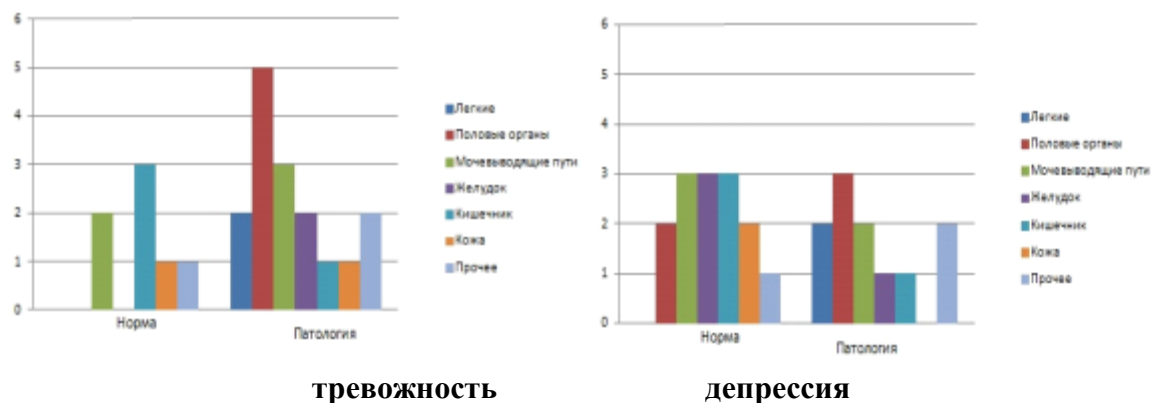 6
5
4
3
2
1
0
Норма
Патология
Легкие
Половые органы
Мочевыводящие пути
Желудок
Кишечник
Кожа
Прочее
6
5
4
3
2
1
0
Норма
Патология
Легкие
Половые органы
Мочевыводящие пути
Желудок
Кишечник
Кожа
Прочее
тревожность
депрессия